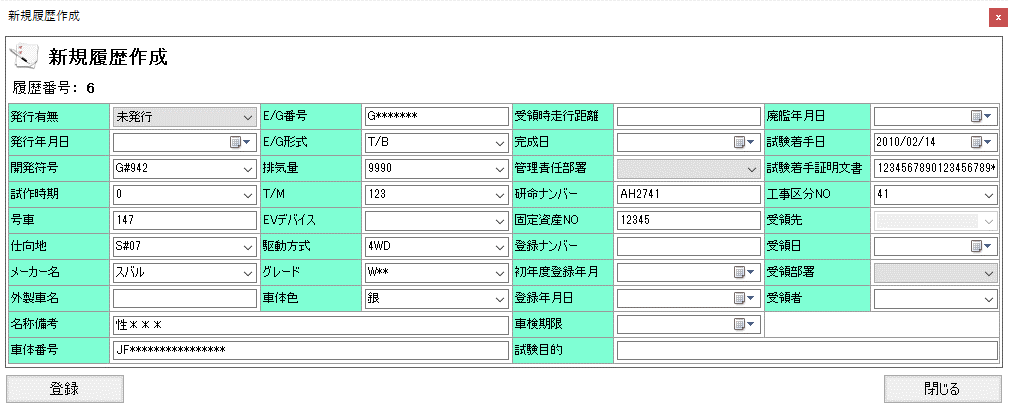 新規履歴作成
x
新規履歴作成
履歴番号: 6
発行有無 未発行 E/G番号 G******* 受領時走行距離 廃艦年月日
発行年月日 E/G形式 T/B 完成日 試験着手日 2010/02/14
開発符号 G#942 排気量 9990 管理責任部署 試験着手証明文書 1234567890123456789*
試作時期 0 T/M 123 研命ナンバー AH2741 工事区分NO 41
号車 147 EVデバイス 固定資産NO 12345 受領先
仕向地 S#07 駆動方式 4WD 登録ナンバー 受領日
メーカー名 スバル グレード W** 初年度登録年月 受領部署
外製車名 車体色 銀 登録年月日 受領者
名称備考 性＊＊＊ 車検期限
車体番号 JF**************** 試験目的
登録 閉じる